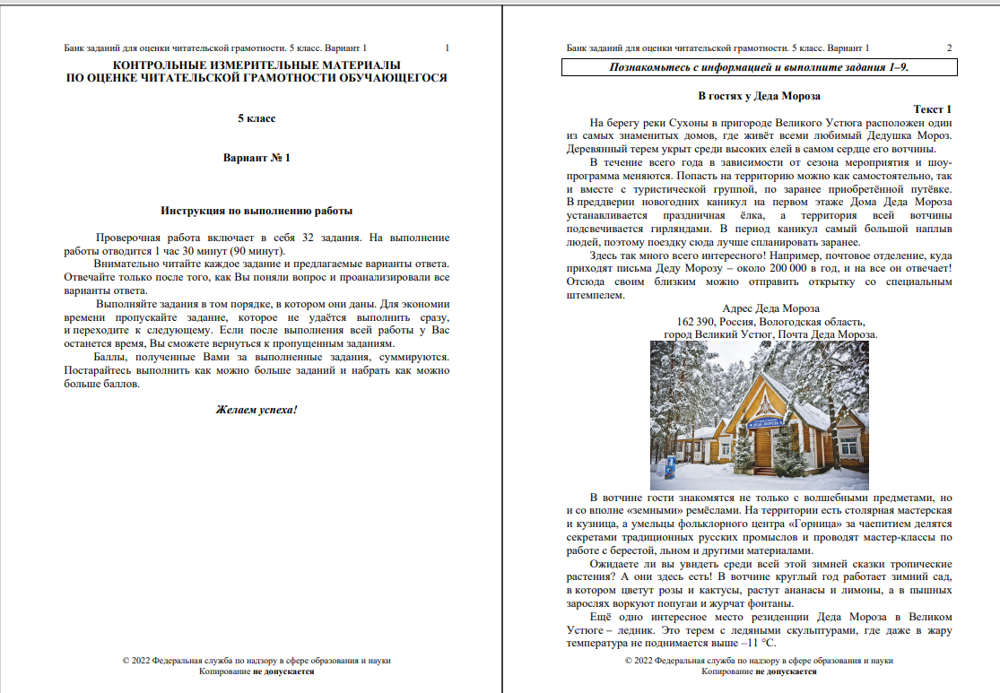 Банк заданий для оценки читательской грамотности. 5 класс. Вариант 1 1
КОНТРОЛЬНЫЕ ИЗМЕРИТЕЛЬНЫЕ МАТЕРИАЛЫ
ПО ОЦЕНКЕ ЧИТАТЕЛЬСКОЙ ГРАМОТНОСТИ ОБУЧАЮЩЕГОСЯ
5 класс
Вариант № 1
Инструкция по выполнению работы
Проверочная работа включает в себя 32 задания. На выполнение
работы отводится 1 час 30 минут (90 минут).
Внимательно читайте каждое задание и предлагаемые варианты ответа.
Отвечайте только после того, как Вы поняли вопрос и проанализировали все
варианты ответа.
Выполняйте задания в том порядке, в котором они даны. Для экономии
времени пропускайте задание, которое не удаётся выполнить сразу,
и переходите к следующему. Если после выполнения всей работы у Вас
останется время, Вы сможете вернуться к пропущенным заданиям.
Баллы, полученные Вами за выполненные задания, суммируются.
Постарайтесь выполнить как можно больше заданий и набрать как можно
больше баллов.
Желаем успеха!
© 2022 Федеральная служба по надзору в сфере образования и науки
Копирование не допускается
Банк заданий для оценки читательской грамотности. 5 класс. Вариант 1 2
Познакомьтесь с информацией и выполните задания 1–9.
В гостях у Деда Мороза
Текст 1
На берегу реки Сухоны в пригороде Великого Устюга расположен один
из самых знаменитых домов, где живёт всеми любимый Дедушка Мороз.
Деревянный терем укрыт среди высоких елей в самом сердце его вотчины.
В течение всего года в зависимости от сезона мероприятия и шоу-
программа меняются. Попасть на территорию можно как самостоятельно, так
и вместе с туристической группой, по заранее приобретённой путёвке.
В преддверии новогодних каникул на первом этаже Дома Деда Мороза
устанавливается праздничная ёлка, а территория всей вотчины
подсвечивается гирляндами. В период каникул самый большой наплыв
людей, поэтому поездку сюда лучше спланировать заранее.
Здесь так много всего интересного! Например, почтовое отделение, куда
приходят письма Деду Морозу – около 200 000 в год, и на все он отвечает!
Отсюда своим близким можно отправить открытку со специальным
штемпелем.
Адрес Деда Мороза
162 390, Россия, Вологодская область,
город Великий Устюг, Почта Деда Мороза.
ДЕДА МОРОЗА
В вотчине гости знакомятся не только с волшебными предметами, но
и со вполне «земными» ремёслами. На территории есть столярная мастерская
и кузница, а умельцы фольклорного центра «Горница» за чаепитием делятся
секретами традиционных русских промыслов и проводят мастер-классы по
работе с берестой, льном и другими материалами.
Ожидаете ли вы увидеть среди всей этой зимней сказки тропические
растения? А они здесь есть! В вотчине круглый год работает зимний сад,
в котором цветут розы и кактусы, растут ананасы и лимоны, а в пышных
зарослях воркуют попугаи и журчат фонтаны.
Ещё одно интересное место резиденции Деда Мороза в Великом
Устюге – ледник. Это терем с ледяными скульптурами, где даже в жару
температура не поднимается выше –11 °С.
© 2022 Федеральная служба по надзору в сфере образования и науки
Копирование не допускается